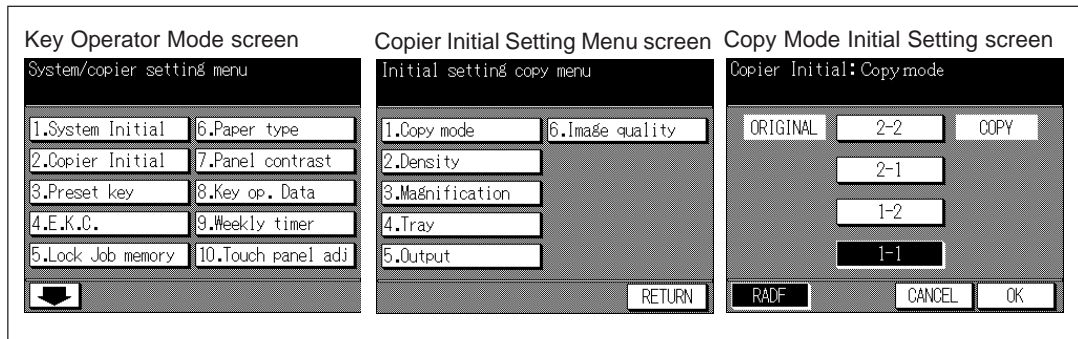 Key Operator Mode screen
System/copier setting menu
1.System Initial
6.Paper type
2.Copier Initial
7.Panel contrast
3.Preset key
8.Key op. Data
4.E.K.C.
9.Weekly timer
5.Lock Job memory
10.Touch panel adj
Copier Initial Setting Menu screen
Initial setting copy menu
1.Copy mode
6.Image quality
2.Density
3.Magnification
4.Tray
5.Output
RETURN
Copy Mode Initial Setting screen
Copier Initial:Copy mode
ORIGINAL
2-2
COPY
2-1
1-2
1-1
RADF
CANCEL
OK